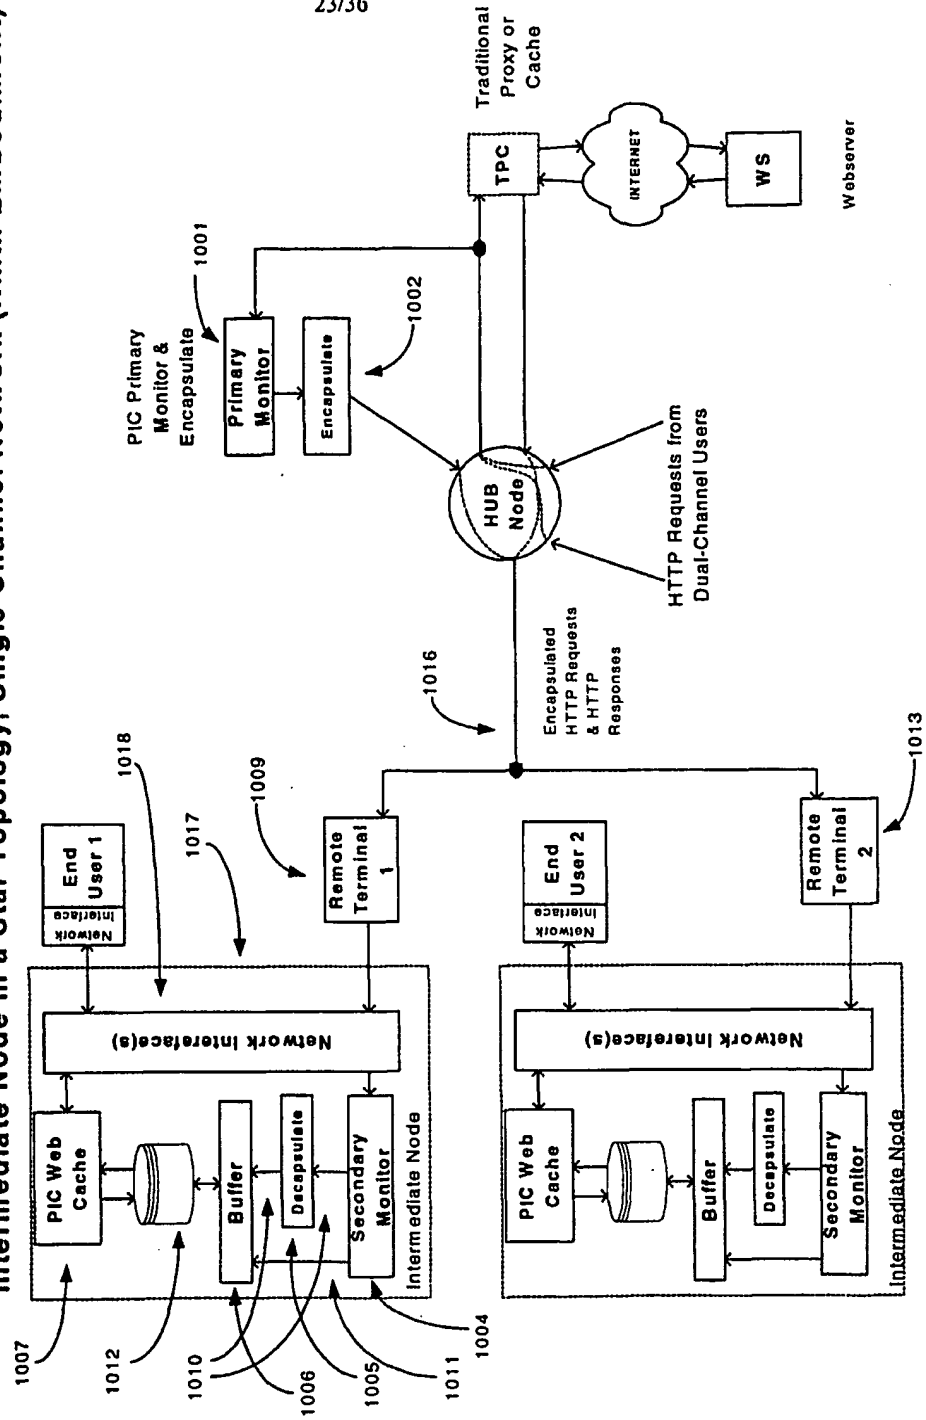 23/36
Intermediate Node in a Star Topology, Single Channel Network
PIC Primary
Monitor &
Encapsulate
1001
Primary
Monitor
Encapsulate
1002
Traditional
Proxy or
Cache
TPC
INTERNET
WS
Webserver
HUB
Node
HTTP Requests from
Dual-Channel Users
1016
Encapsulated
HTTP Requests
& HTTP
Responses
1018
1017
1009
End
User 1
Network
Interface
Remote
Terminal
1
Network Interface(s)
PIC Web
Cache
Buffer
Decapsulate
Secondary
Monitor
Intermediate Node
1007
1012
1010
1006
1005
1011
1004
End
User 2
Network
Interface
Remote
Terminal
2
1013
Network Interface(s)
PIC Web
Cache
Buffer
Decapsulate
Secondary
Monitor
Intermediate Node